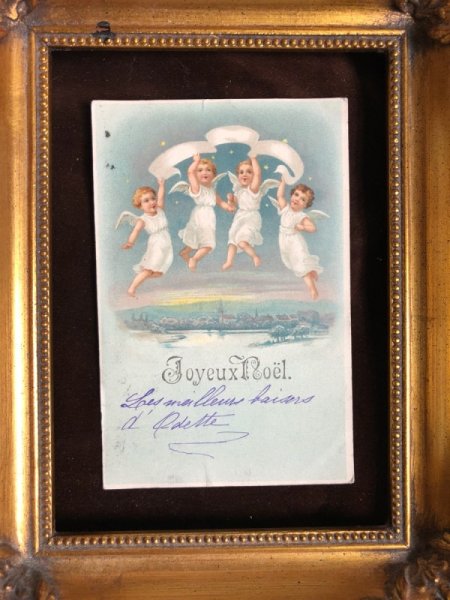 Joyeux Noël.
Les meilleurs baisers
d'Odette